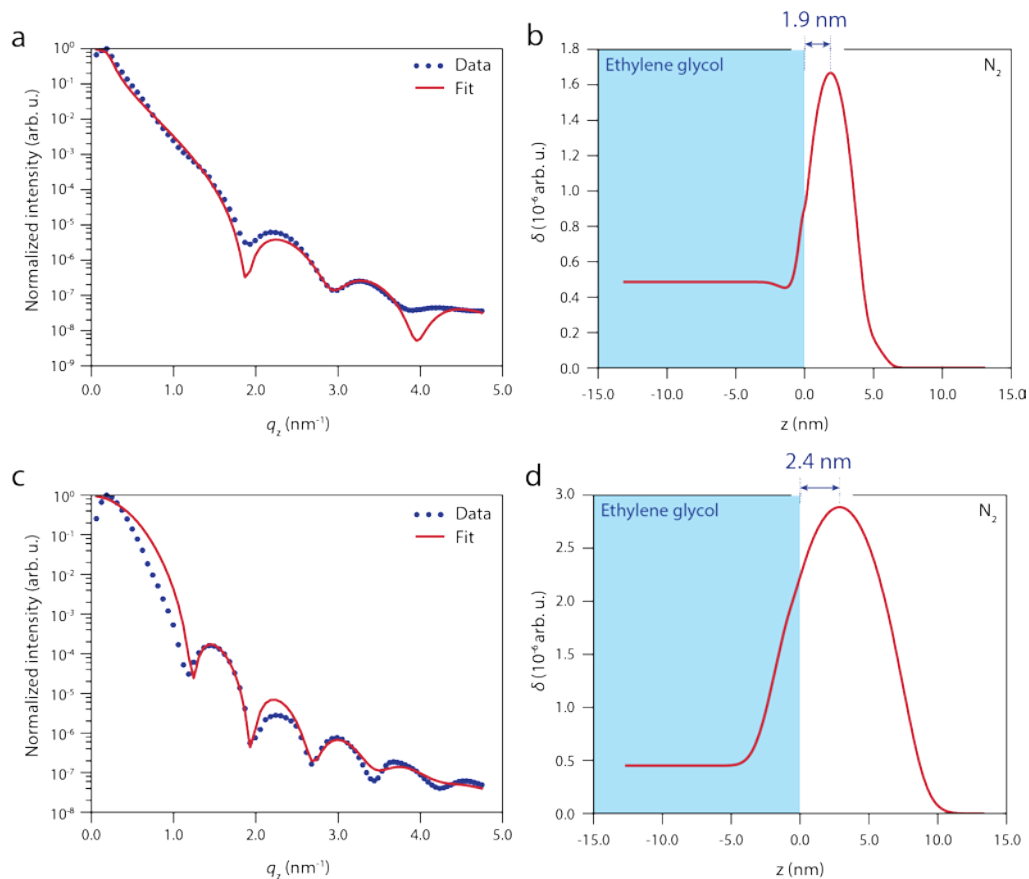 a
10⁰
10⁻¹
10⁻²
10⁻³
10⁻⁴
10⁻⁵
10⁻⁶
10⁻⁷
10⁻⁸
10⁻⁹
Normalized intensity (arb. u.)
Data
Fit
0.0 1.0 2.0 3.0 4.0 5.0
q_z (nm⁻¹)
1.9 nm
b
1.8
1.6
1.4
1.2
1.0
0.8
0.6
0.4
0.2
0.0
δ (10⁻⁶ arb. u.)
Ethylene glycol
N₂
-15.0 -10.0 -5.0 0.0 5.0 10.0 15.0
z (nm)
c
10⁰
10⁻¹
10⁻²
10⁻³
10⁻⁴
10⁻⁵
10⁻⁶
10⁻⁷
10⁻⁸
Normalized intensity (arb. u.)
Data
Fit
0.0 1.0 2.0 3.0 4.0 5.0
q_z (nm⁻¹)
2.4 nm
d
3.0
2.5
2.0
1.5
1.0
0.5
0.0
δ (10⁻⁶ arb. u.)
Ethylene glycol
N₂
-15.0 -10.0 -5.0 0.0 5.0 10.0 15.0
z (nm)